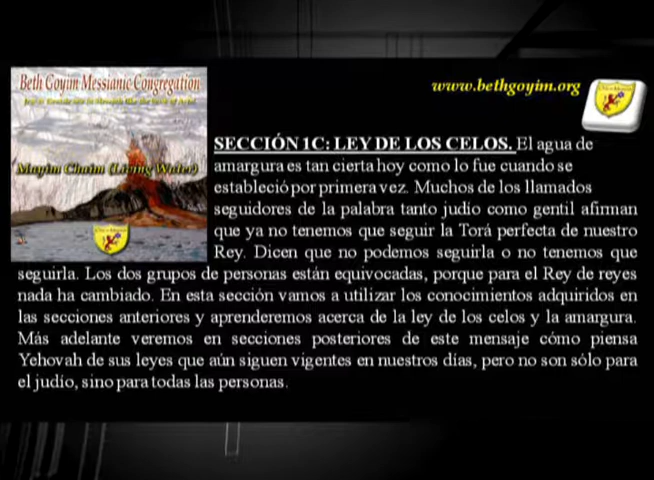 Beth Goyim Messianic Congregation
www.bethgoyim.org
Mayim Chaim (Living Water)
SECCIÓN 1C: LEY DE LOS CELOS. El agua de
amargura es tan cierta hoy como lo fue cuando se
estableció por primera vez. Muchos de los llamados
seguidores de la palabra tanto judio como gentil afirman
que ya no tenemos que seguir la Torá perfecta de nuestro
Rey. Dicen que no podemos seguirla o no tenemos que
seguirla. Los dos grupos de personas están equivocadas, porque para el Rey de reyes
nada ha cambiado. En esta sección vamos a utilizar los conocimientos adquiridos en
las secciones anteriores y aprenderemos acerca de la ley de los celos y la amargura.
Más adelante veremos en secciones posteriores de este mensaje cómo piensa
Yehovah de sus leyes que aún siguen vigentes en nuestros días, pero no son sólo para
el judio, sino para todas las personas.